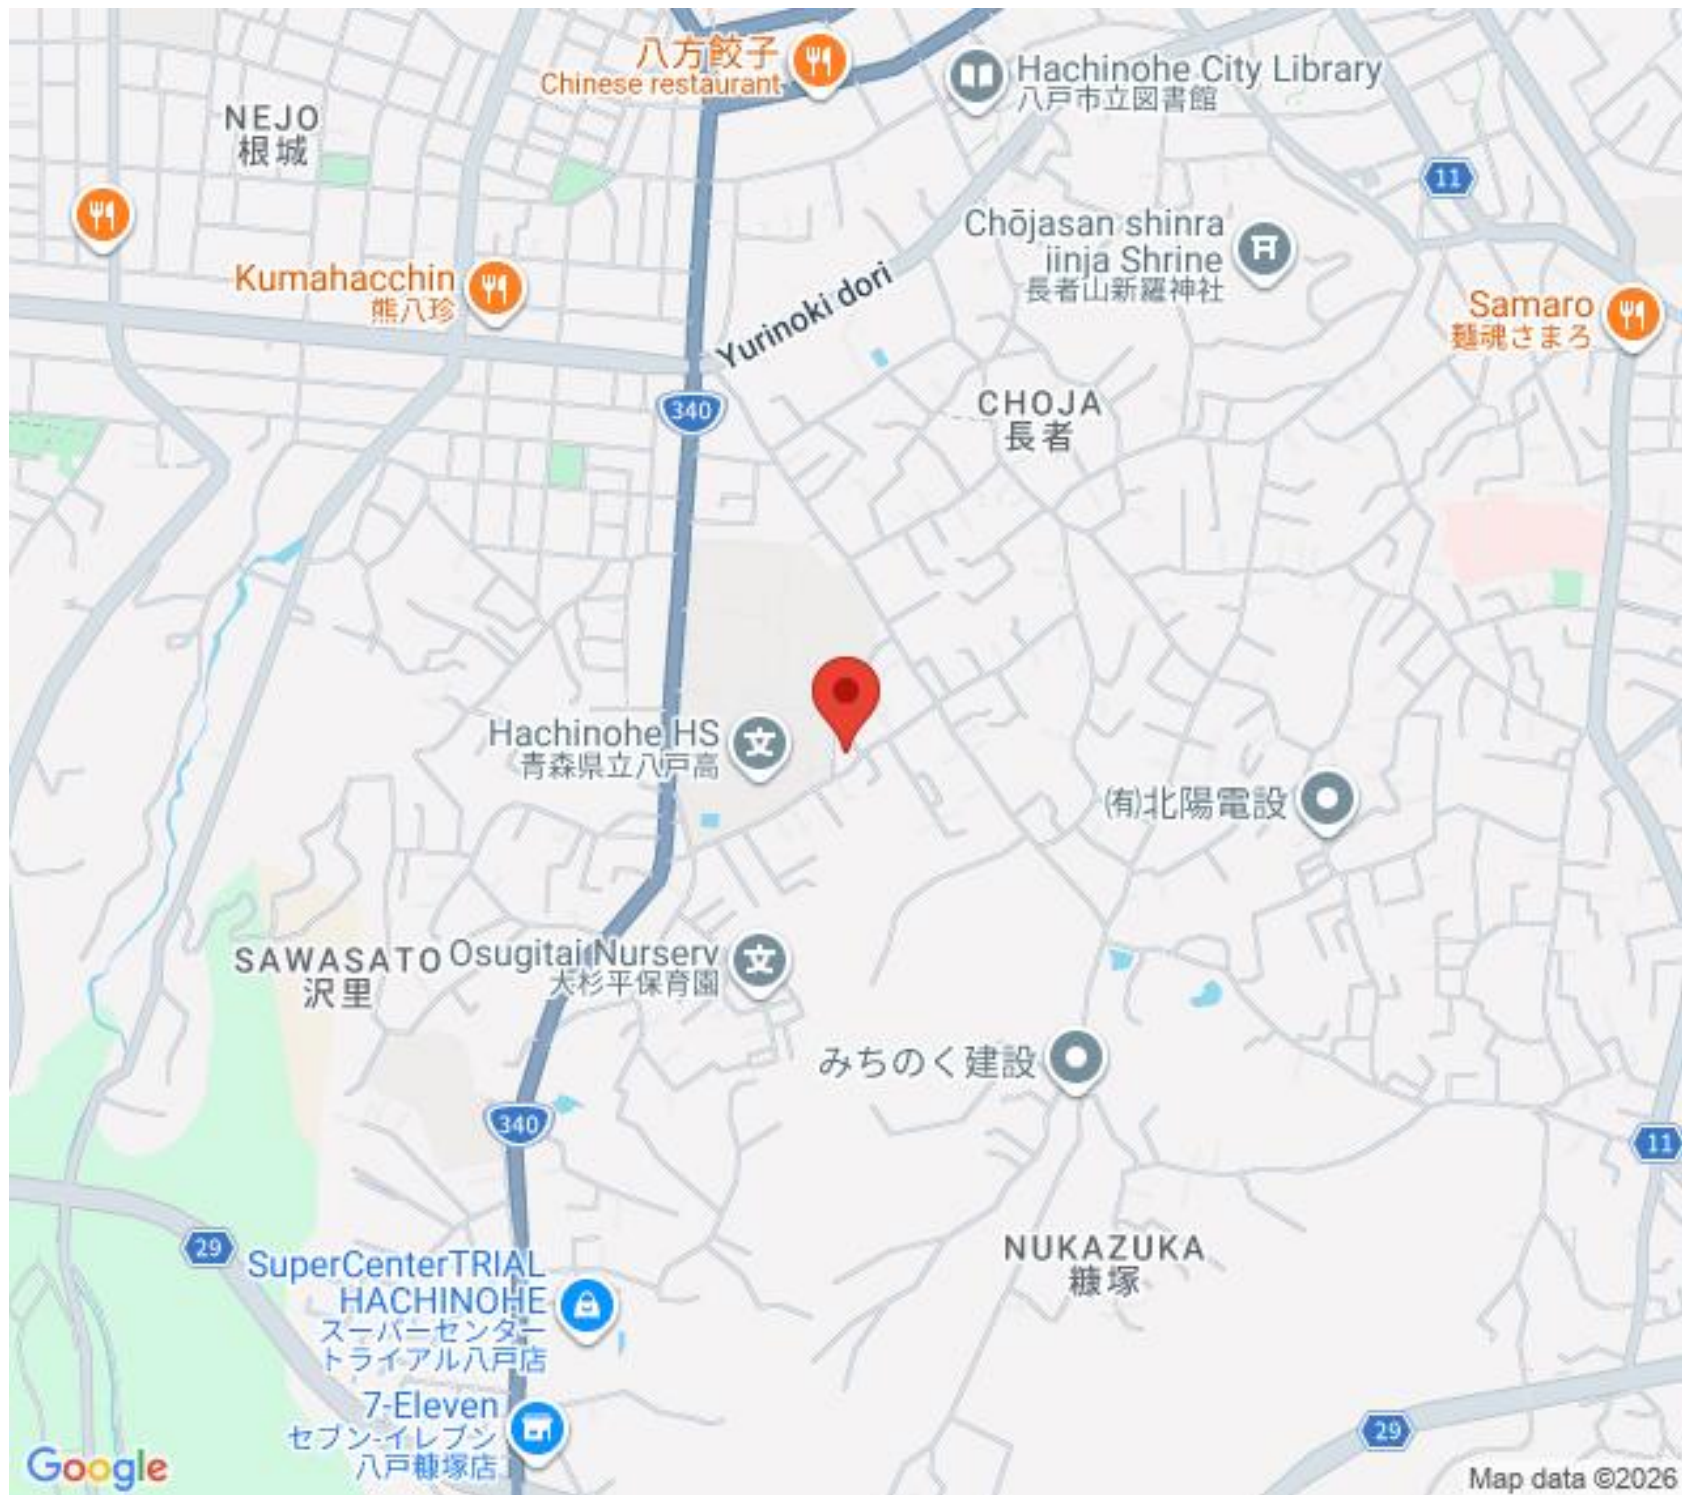 八方餃子
Chinese restaurant
Hachinohe City Library
八戸市立図書館
NEJO
根城
11
Chōjasan shinra
jinja Shrine
長者山新羅神社
Kumahacchin
熊八珍
Yurinoki dori
Samaro
麺魂さまろ
340
CHOJA
長者
Hachinohe HS
青森県立八戸高
㈲北陽電設
SAWASATO
沢里
Osugitai Nursery
大杉平保育園
みちのく建設
340
11
29
NUKAZUKA
糠塚
SuperCenterTRIAL
HACHINOHE
スーパーセンター
トライアル八戸店
7-Eleven
セブン-イレブン
八戸糠塚店
29
Google
Map data ©2026